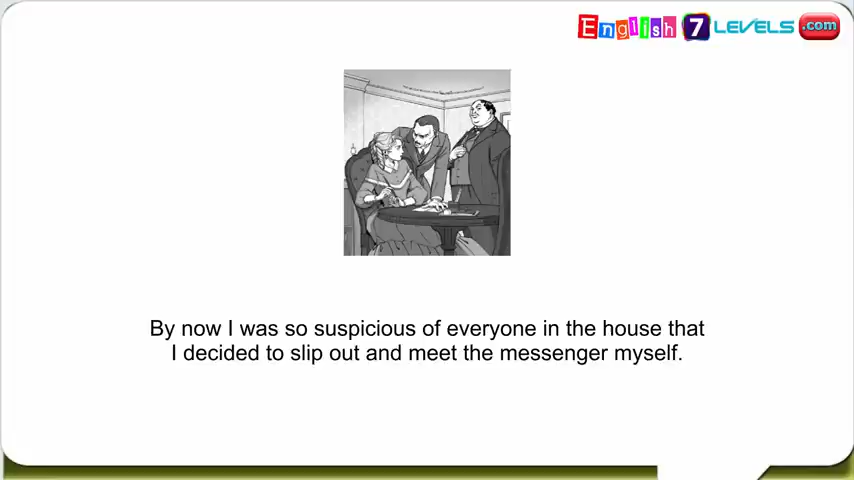 English 7 LEVELS .com
By now I was so suspicious of everyone in the house that
I decided to slip out and meet the messenger myself.